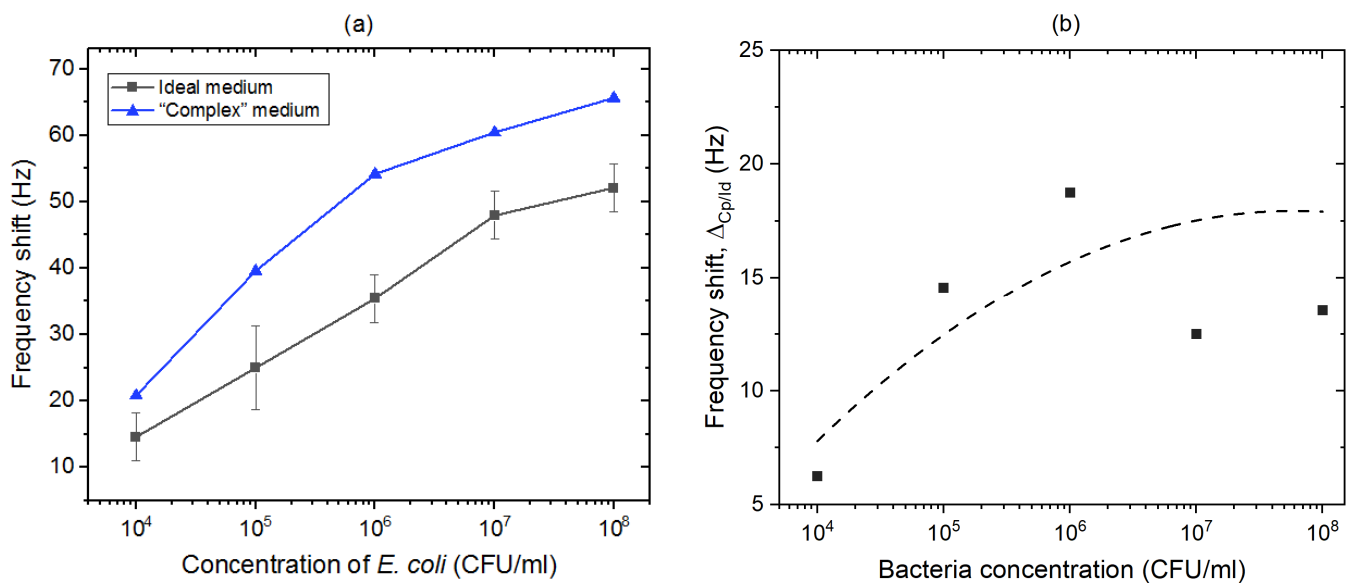 (a)
70
60
50
40
30
20
10
Frequency shift (Hz)
Ideal medium
“Complex” medium
10⁴ 10⁵ 10⁶ 10⁷ 10⁸
Concentration of E. coli (CFU/ml)
(b)
25
20
15
10
5
Frequency shift, Δ_Cp/Id (Hz)
10⁴ 10⁵ 10⁶ 10⁷ 10⁸
Bacteria concentration (CFU/ml)